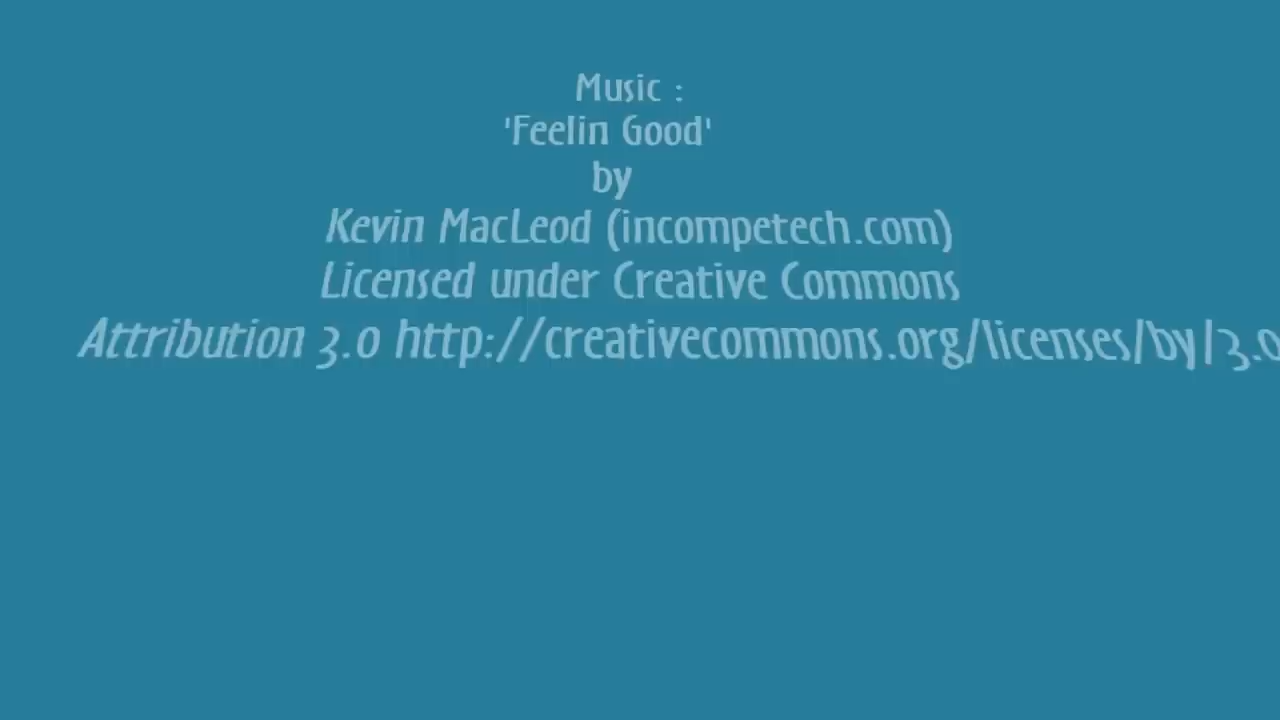 Music :
'Feelin Good'
by
Kevin MacLeod (incompetech.com)
Licensed under Creative Commons
Attribution 3.0 http://creativecommons.org/licenses/by/3.0